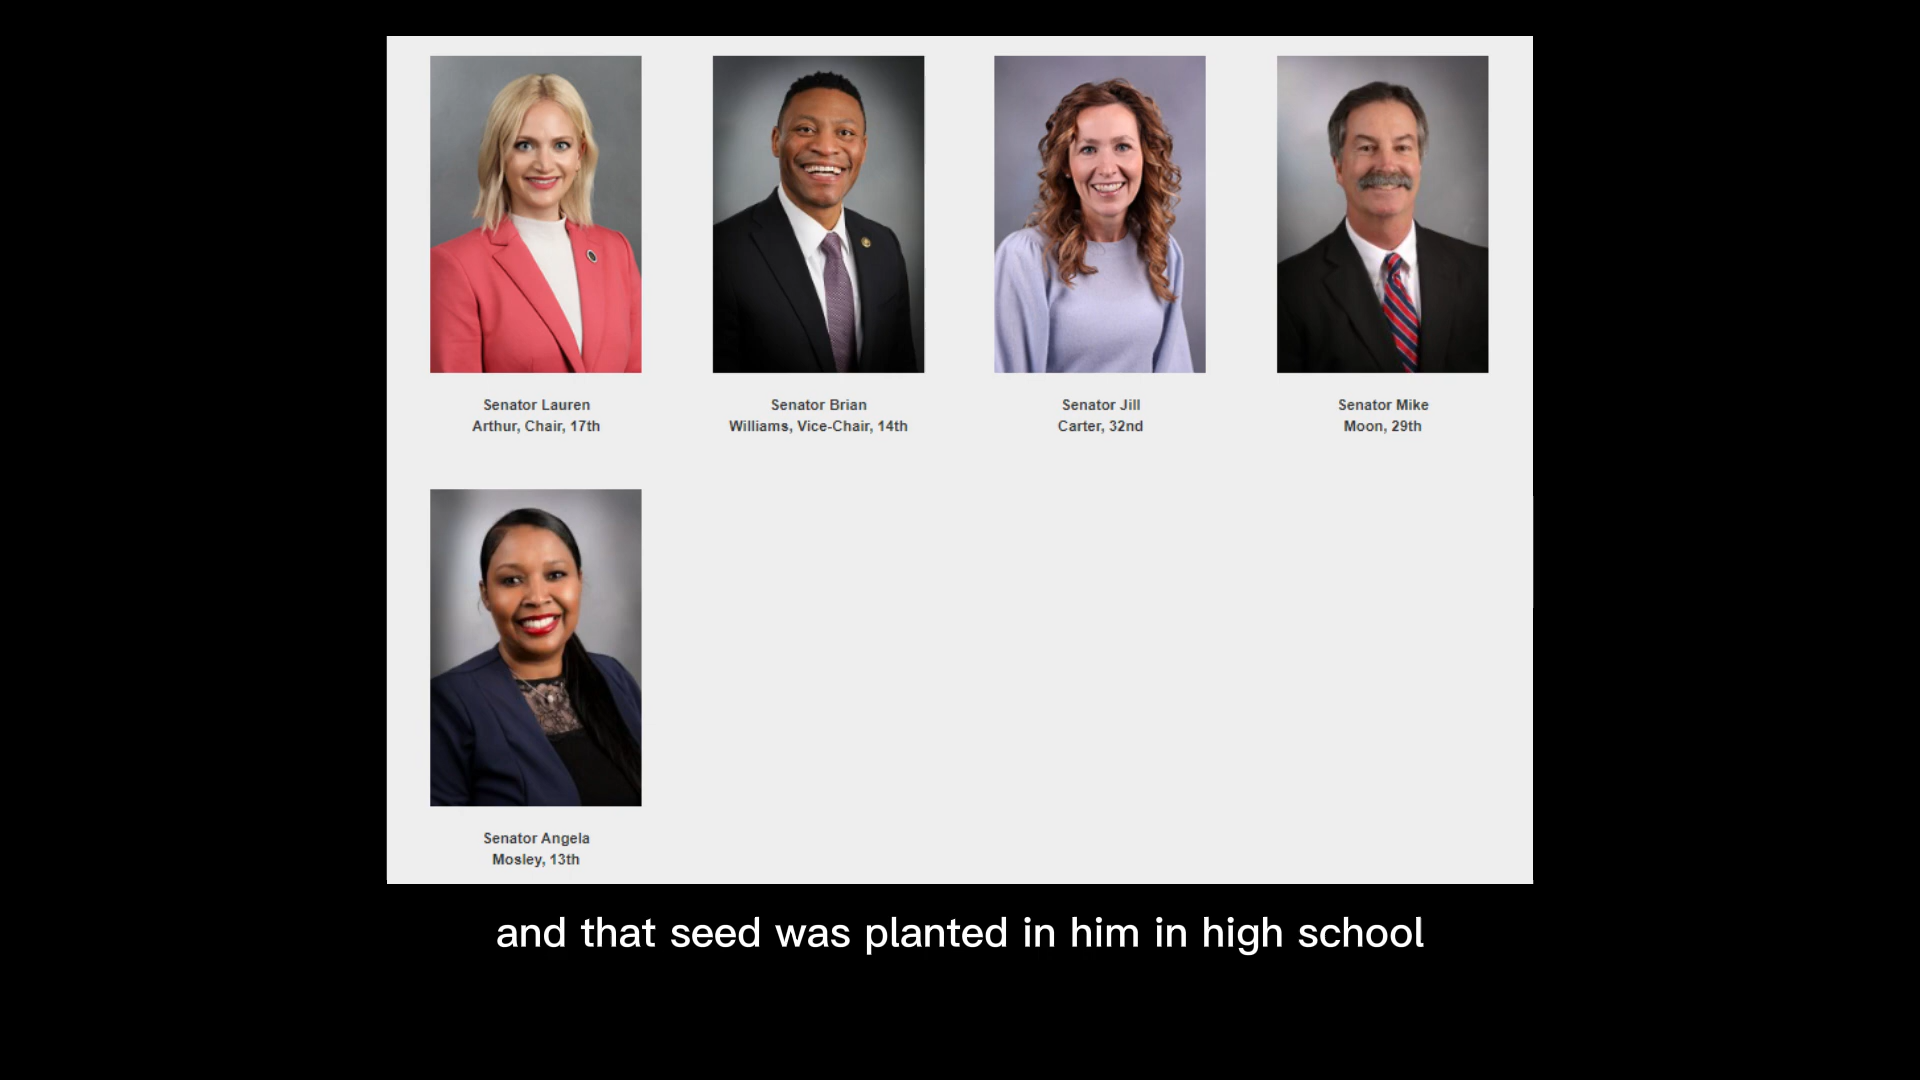 Senator Lauren
Arthur, Chair, 17th
Senator Brian
Williams, Vice-Chair, 14th
Senator Jill
Carter, 32nd
Senator Mike
Moon, 29th
Senator Angela
Mosley, 13th
and that seed was planted in him in high school